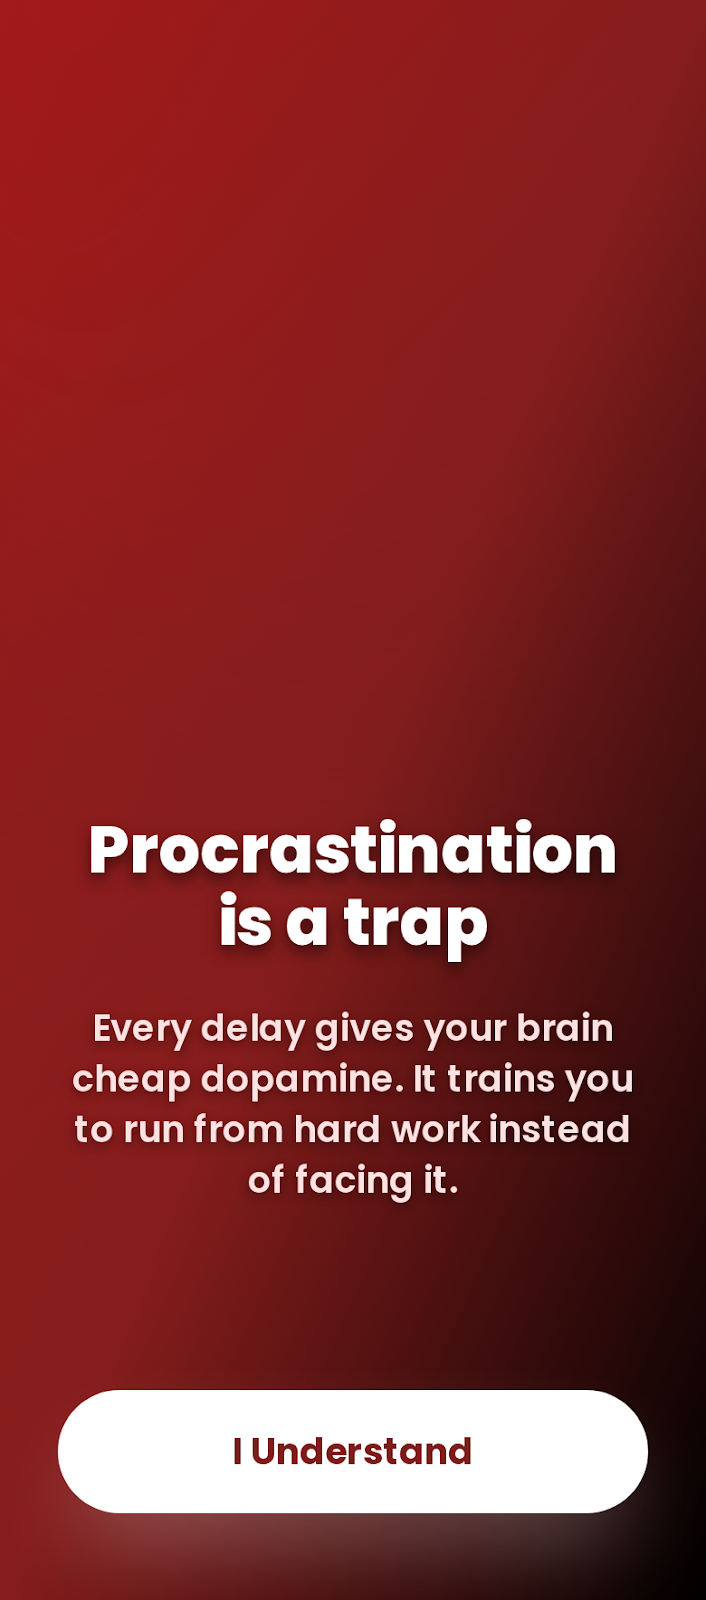 Procrastination
is a trap
Every delay gives your brain
cheap dopamine. It trains you
to run from hard work instead
of facing it.
I Understand